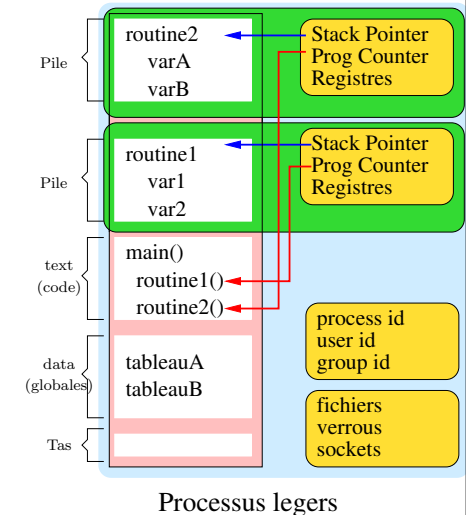 Pile
routine2
varA
varB
Stack Pointer
Prog Counter
Registres
Pile
routine1
var1
var2
Stack Pointer
Prog Counter
Registres
text
(code)
main()
routine1()
routine2()
process id
user id
group id
data
(globales)
tableauA
tableauB
fichiers
verrous
sockets
Tas
Processus legers